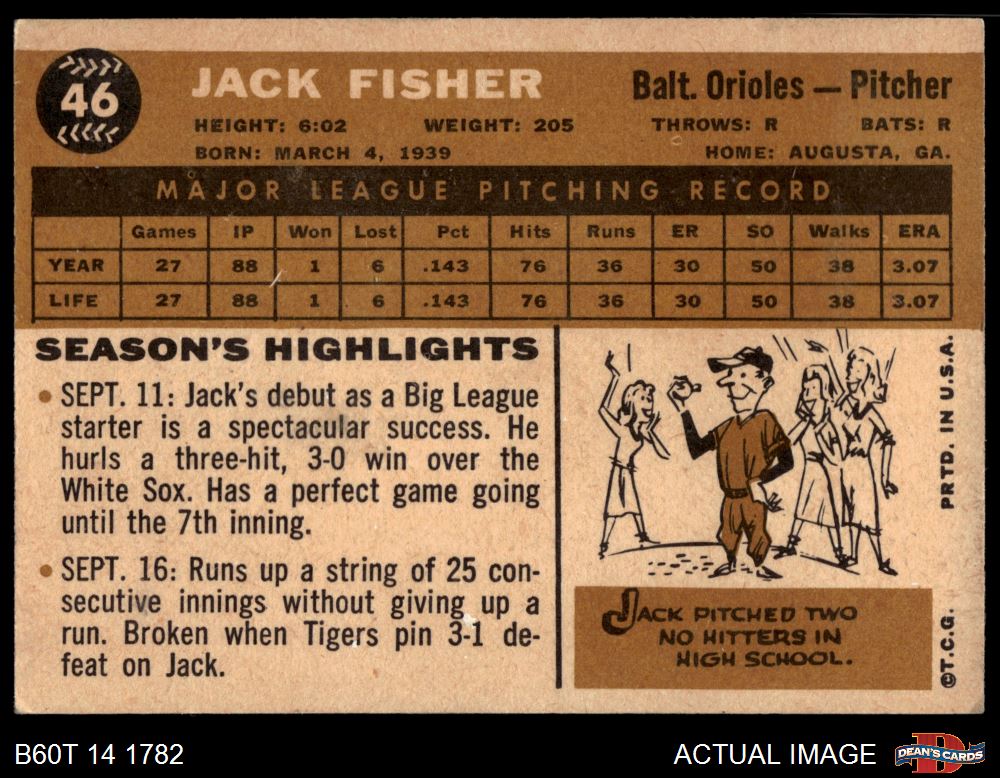 46
JACK FISHER
Balt. Orioles — Pitcher
HEIGHT: 6:02 WEIGHT: 205 THROWS: R BATS: R
BORN: MARCH 4, 1939 HOME: AUGUSTA, GA.
MAJOR LEAGUE PITCHING RECORD
Games IP Won Lost Pct Hits Runs ER SO Walks ERA
YEAR 27 88 1 6 .143 76 36 30 50 38 3.07
LIFE 27 88 1 6 .143 76 36 30 50 38 3.07
SEASON'S HIGHLIGHTS
• SEPT. 11: Jack's debut as a Big League
starter is a spectacular success. He
hurls a three-hit, 3-0 win over the
White Sox. Has a perfect game going
until the 7th inning.
• SEPT. 16: Runs up a string of 25 con-
secutive innings without giving up a
run. Broken when Tigers pin 3-1 de-
feat on Jack.
JACK PITCHED TWO
NO HITTERS IN
HIGH SCHOOL.
©T.C.G. PRTD. IN U.S.A.
B60T 14 1782
ACTUAL IMAGE
D
DEAN'S CARDS